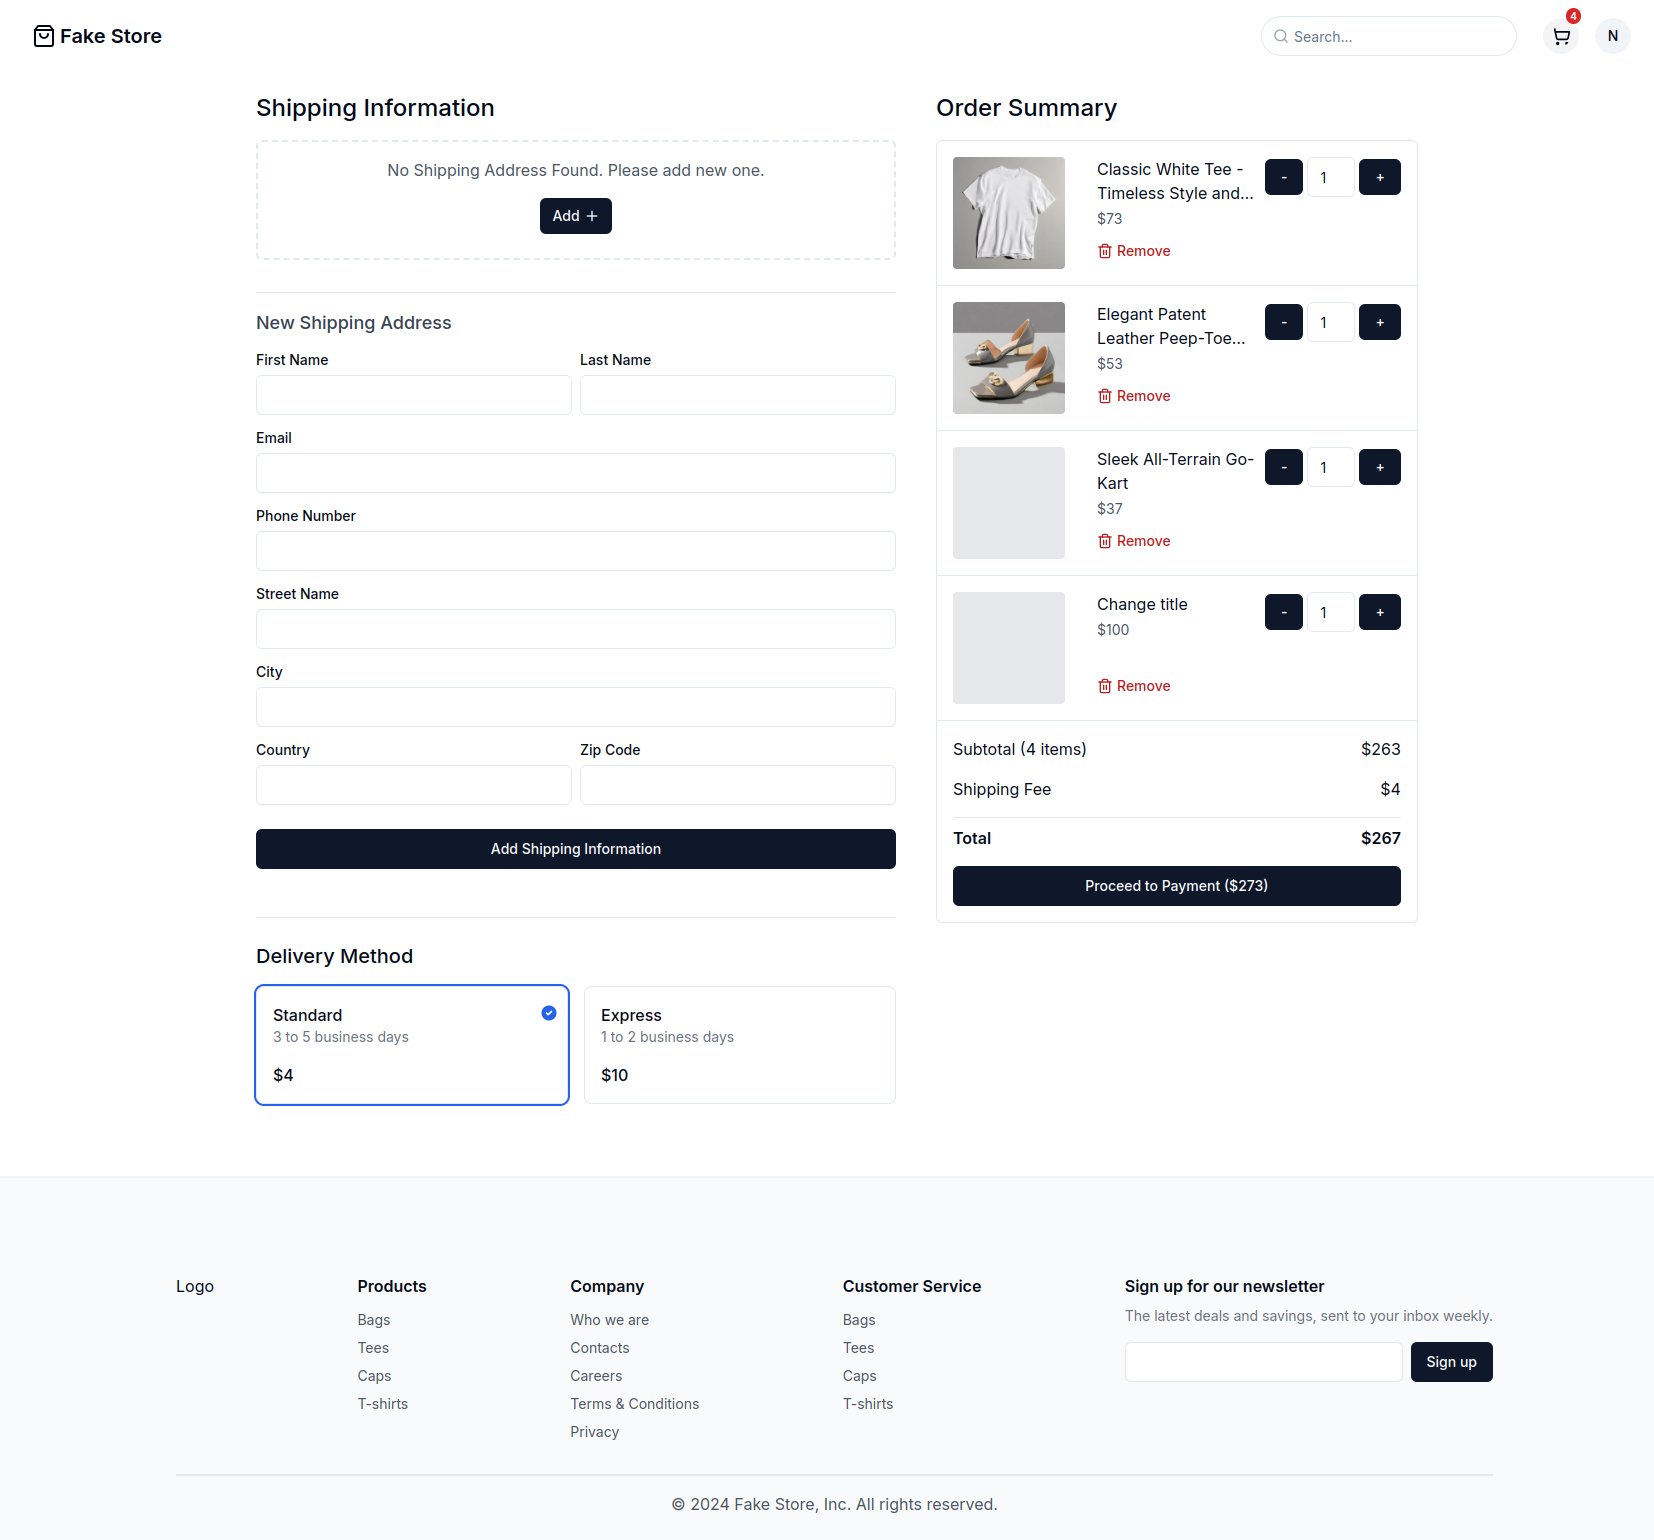 Fake Store
Search...
4
N
Shipping Information
No Shipping Address Found. Please add new one.
Add +
New Shipping Address
First Name
Last Name
Email
Phone Number
Street Name
City
Country
Zip Code
Add Shipping Information
Delivery Method
Standard
3 to 5 business days
$4
Express
1 to 2 business days
$10
Order Summary
Classic White Tee -
Timeless Style and...
$73
Remove
-
1
+
Elegant Patent
Leather Peep-Toe...
$53
Remove
-
1
+
Sleek All-Terrain Go-
Kart
$37
Remove
-
1
+
Change title
$100
Remove
-
1
+
Subtotal (4 items)
$263
Shipping Fee
$4
Total
$267
Proceed to Payment ($273)
Logo
Products
Bags
Tees
Caps
T-shirts
Company
Who we are
Contacts
Careers
Terms & Conditions
Privacy
Customer Service
Bags
Tees
Caps
T-shirts
Sign up for our newsletter
The latest deals and savings, sent to your inbox weekly.
Sign up
© 2024 Fake Store, Inc. All rights reserved.